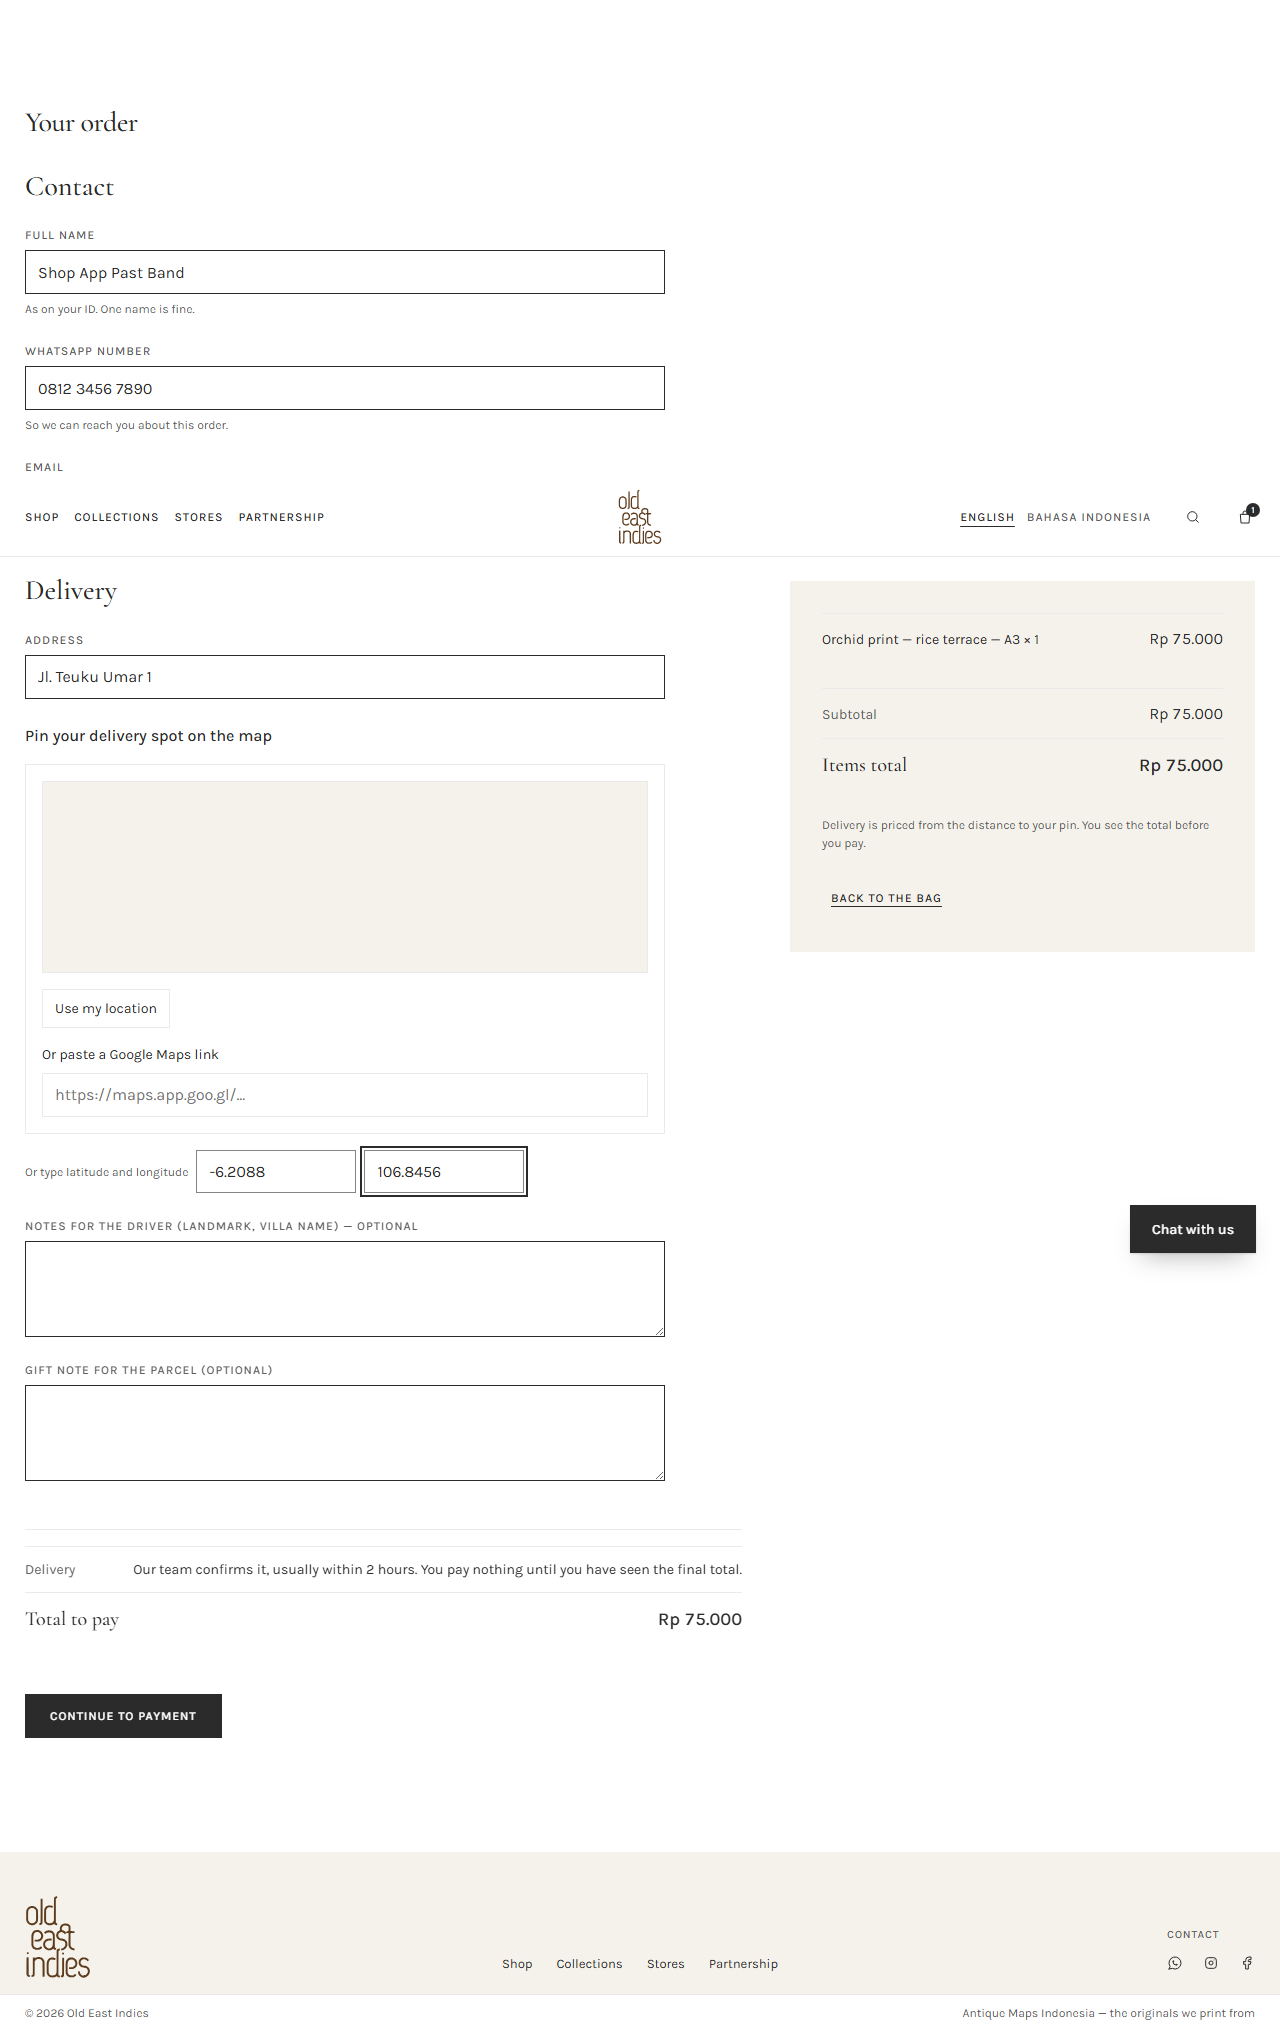 Your order
Contact
FULL NAME
Shop App Past Band
As on your ID. One name is fine.
WHATSAPP NUMBER
0812 3456 7890
So we can reach you about this order.
EMAIL
SHOP COLLECTIONS STORES PARTNERSHIP
old
east
indies
ENGLISH BAHASA INDONESIA
1
Delivery
ADDRESS
Jl. Teuku Umar 1
Pin your delivery spot on the map
Use my location
Or paste a Google Maps link
https://maps.app.goo.gl/...
Or type latitude and longitude -6.2088 106.8456
NOTES FOR THE DRIVER (LANDMARK, VILLA NAME) — OPTIONAL
GIFT NOTE FOR THE PARCEL (OPTIONAL)
Delivery Our team confirms it, usually within 2 hours. You pay nothing until you have seen the final total.
Total to pay Rp 75.000
CONTINUE TO PAYMENT
Orchid print — rice terrace — A3 × 1 Rp 75.000
Subtotal Rp 75.000
Items total Rp 75.000
Delivery is priced from the distance to your pin. You see the total before
you pay.
BACK TO THE BAG
Chat with us
old
east
indies
Shop Collections Stores Partnership
CONTACT
© 2026 Old East Indies
Antique Maps Indonesia — the originals we print from